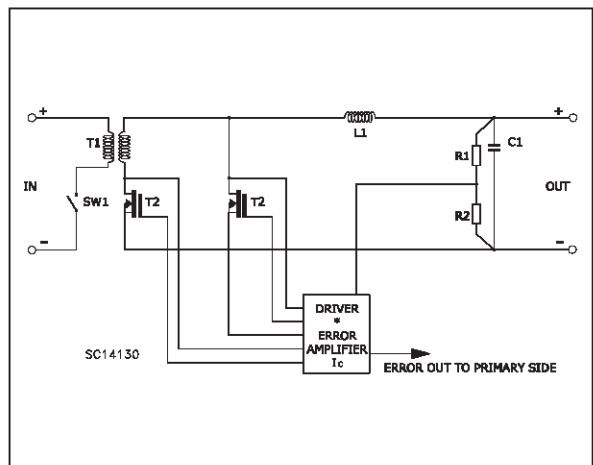 + +
L1
T1
R1
C1
IN
SW1
T2
T2
OUT
R2
− −
DRIVER
*
ERROR
AMPLIFIER
Ic
SC14130
ERROR OUT TO PRIMARY SIDE